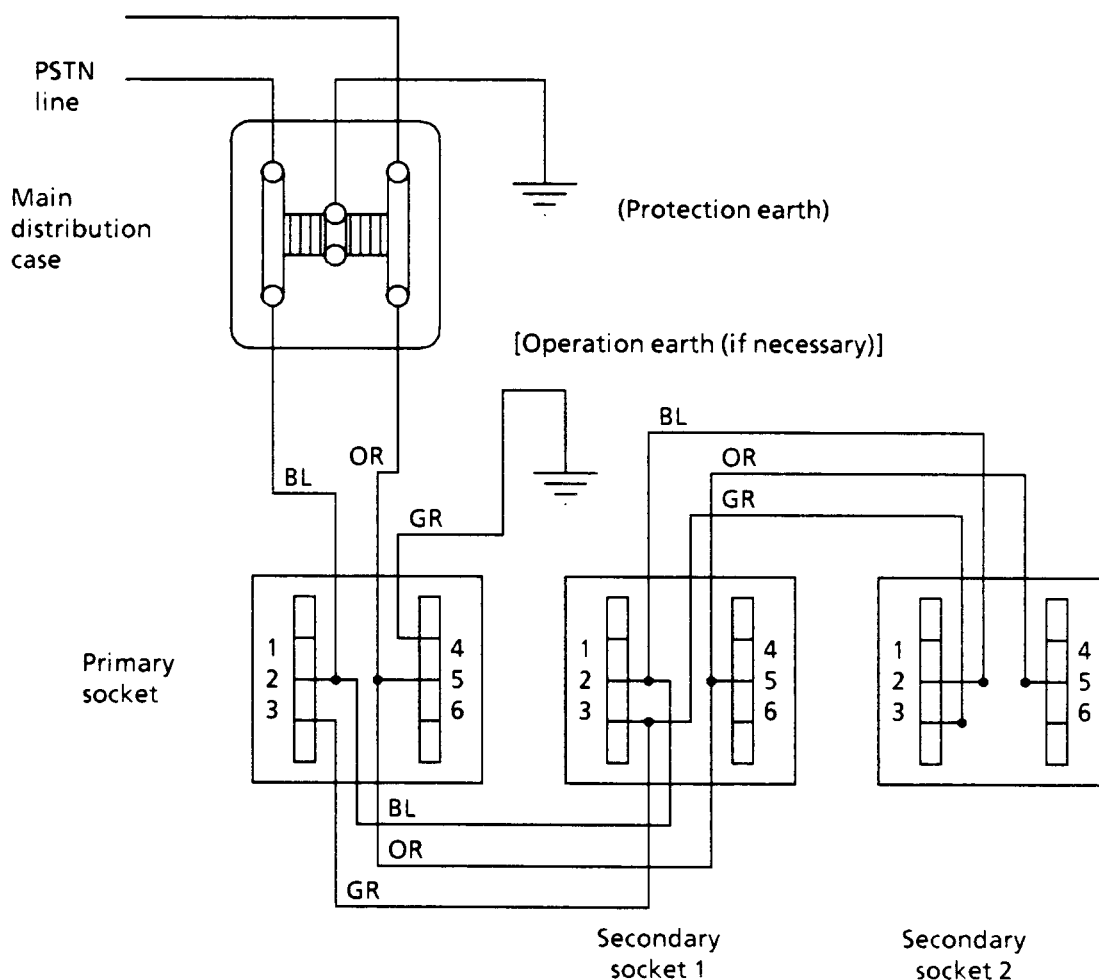 PSTN
line
Main
distribution
case
(Protection earth)
[Operation earth (if necessary)]
BL
OR
GR
BL
OR
GR
Primary
socket
1
2
3
4
5
6
1
2
3
4
5
6
1
2
3
4
5
6
BL
OR
GR
Secondary
socket 1
Secondary
socket 2